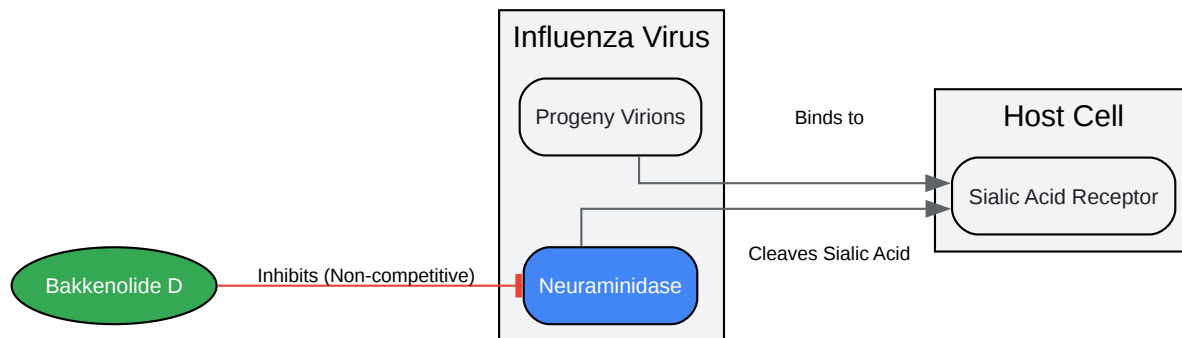 Influenza Virus
Progeny Virions
Binds to
Host Cell
Sialic Acid Receptor
Cleaves Sialic Acid
Bakkenolide D
Inhibits (Non-competitive)
Neuraminidase